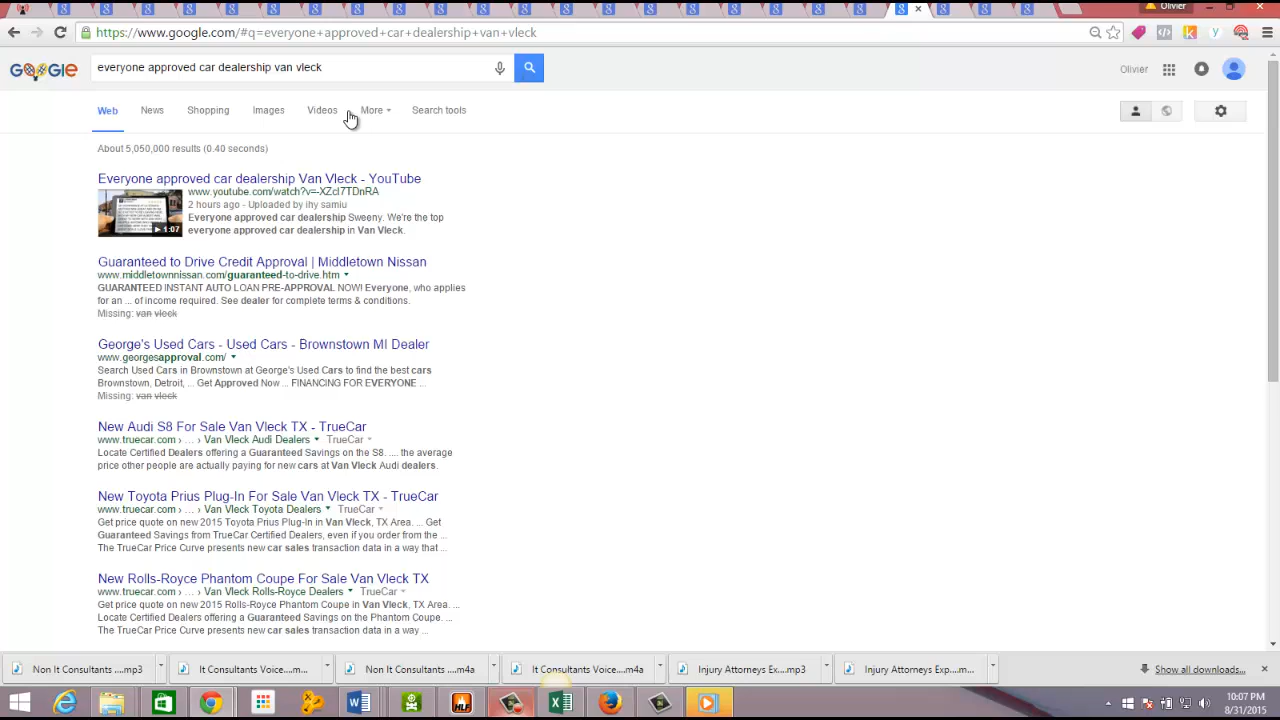 Olivier
https://www.google.com/#q=everyone+approved+car+dealership+van+vleck
Google
everyone approved car dealership van vleck
Olivier
Web News Shopping Images Videos More Search tools
About 5,050,000 results (0.40 seconds)
Everyone approved car dealership Van Vleck - YouTube
www.youtube.com/watch?v=-XZcI7TDnRA
2 hours ago - Uploaded by ihy samiu
Everyone approved car dealership Sweeny. We're the top
everyone approved car dealership in Van Vleck.
1:07
Guaranteed to Drive Credit Approval | Middletown Nissan
www.middletownnissan.com/guaranteed-to-drive.htm
GUARANTEED INSTANT AUTO LOAN PRE-APPROVAL NOW! Everyone, who applies
for an ... of income required. See dealer for complete terms & conditions.
Missing: van vleck
George's Used Cars - Used Cars - Brownstown MI Dealer
www.georgesapproval.com/
Search Used Cars in Brownstown at George's Used Cars to find the best cars
Brownstown, Detroit, ... Get Approved Now ... FINANCING FOR EVERYONE ...
Missing: van vleck
New Audi S8 For Sale Van Vleck TX - TrueCar
www.truecar.com › ... › Van Vleck Audi Dealers TrueCar
Locate Certified Dealers offering a Guaranteed Savings on the S8. .... the average
price other people are actually paying for new cars at Van Vleck Audi dealers.
New Toyota Prius Plug-In For Sale Van Vleck TX - TrueCar
www.truecar.com › ... › Van Vleck Toyota Dealers TrueCar
Get price quote on new 2015 Toyota Prius Plug-In in Van Vleck, TX Area. ... Get
Guaranteed Savings from TrueCar Certified Dealers, even if you order from the ...
The TrueCar Price Curve presents new car sales transaction data in a way that ...
New Rolls-Royce Phantom Coupe For Sale Van Vleck TX
www.truecar.com › ... › Van Vleck Rolls-Royce Dealers TrueCar
Get price quote on new 2015 Rolls-Royce Phantom Coupe in Van Vleck, TX Area. ...
Locate Certified Dealers offering a Guaranteed Savings on the Phantom Coupe. ...
The TrueCar Price Curve presents new car sales transaction data in a way ...
Non It Consultants ....mp3 It Consultants Voice....m... Non It Consultants ....m4a It Consultants Voice....m4a Injury Attorneys Ex....mp3 Injury Attorneys Exp....m... Show all downloads...
HLF
10:07 PM
8/31/2015